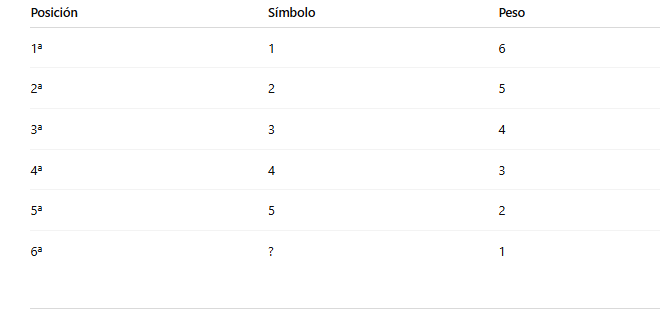 Posición Símbolo Peso
1ª 1 6
2ª 2 5
3ª 3 4
4ª 4 3
5ª 5 2
6ª ? 1